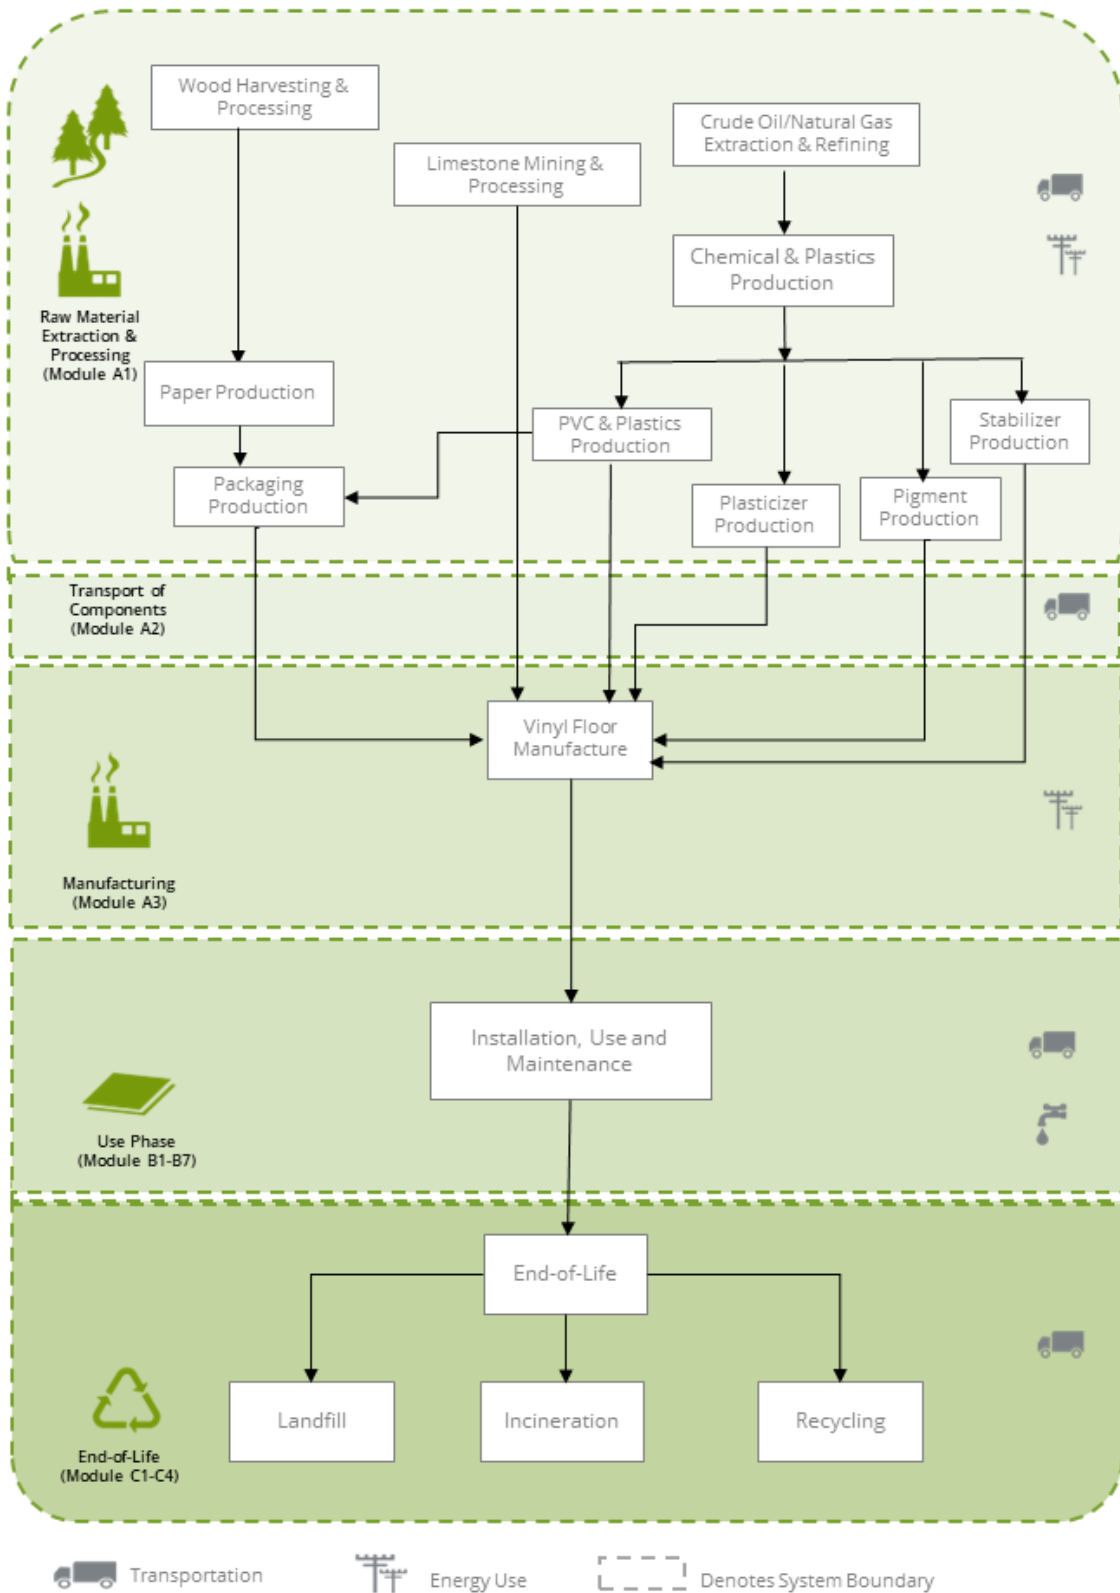 Wood Harvesting &
Processing
Crude Oil/Natural Gas
Extraction & Refining
Limestone Mining &
Processing
Chemical & Plastics
Production
Raw Material
Extraction &
Processing
(Module A1)
Paper Production
PVC & Plastics
Production
Stabilizer
Production
Packaging
Production
Plasticizer
Production
Pigment
Production
Transport of
Components
(Module A2)
Vinyl Floor
Manufacture
Manufacturing
(Module A3)
Installation, Use and
Maintenance
Use Phase
(Module B1-B7)
End-of-Life
Landfill
Incineration
Recycling
End-of-Life
(Module C1-C4)
Transportation
Energy Use
Denotes System Boundary